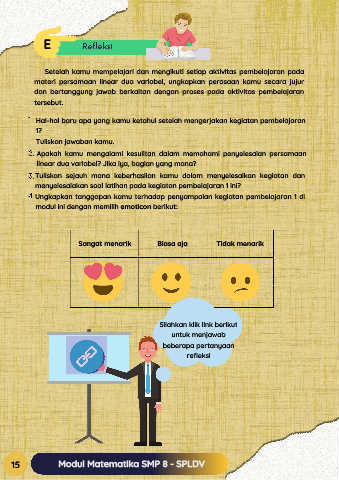 E
Refleksi
Setelah kamu mempelajari dan mengikuti setiap aktivitas pembelajaran pada
materi persamaan linear dua variabel, ungkapkan perasaan kamu secara jujur
dan bertanggung jawab berkaitan dengan proses pada aktivitas pembelajaran
tersebut.
1. Hal-hal baru apa yang kamu ketahui setelah mengerjakan kegiatan pembelajaran
1?
Tuliskan jawaban kamu.
2. Apakah kamu mengalami kesulitan dalam memahami penyelesaian persamaan
linear dua variabel? Jika iya, bagian yang mana?
3. Tuliskan sejauh mana keberhasilan kamu dalam menyelesaikan kegiatan dan
menyelesaiakan soal latihan pada kegiatan pembelajaran 1 ini?
4. Ungkapkan tanggapan kamu terhadap penyampaian kegiatan pembelajaran 1 di
modul ini dengan memilih emoticon berikut:
Sangat menarik Biasa aja Tidak menarik
Silahkan klik link berikut
untuk menjawab
beberapa pertanyaan
refleksi
15
Modul Matematika SMP 8 - SPLDV